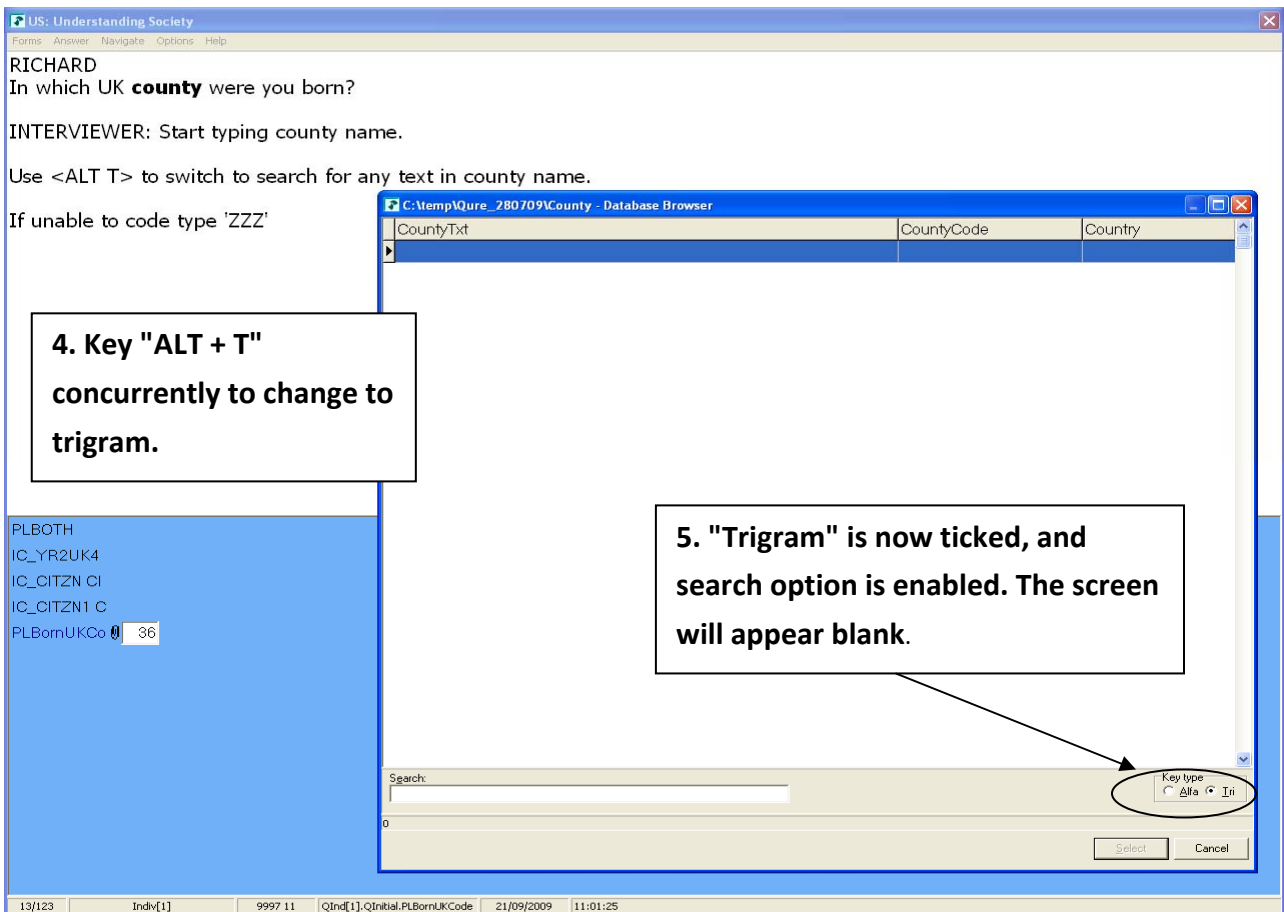 US: Understanding Society
Forms Answer Navigate Options Help
RICHARD
In which UK county were you born?
INTERVIEWER: Start typing county name.
Use <ALT T> to switch to search for any text in county name.
If unable to code type 'ZZZ'
C:\temp\Qure_280709\County - Database Browser
CountyTxt CountyCode Country
4. Key "ALT + T"
concurrently to change to
trigram.
5. "Trigram" is now ticked, and
search option is enabled. The screen
will appear blank.
PLBOTH
IC_YR2UK4
IC_CITZN CI
IC_CITZN1 C
PLBornUKCo 36
Search:
Key type
Alfa Tri
0
Select Cancel
13/123 Indiv[1] 9997 11 QInd[1].QInitial.PLBornUKCode 21/09/2009 11:01:25